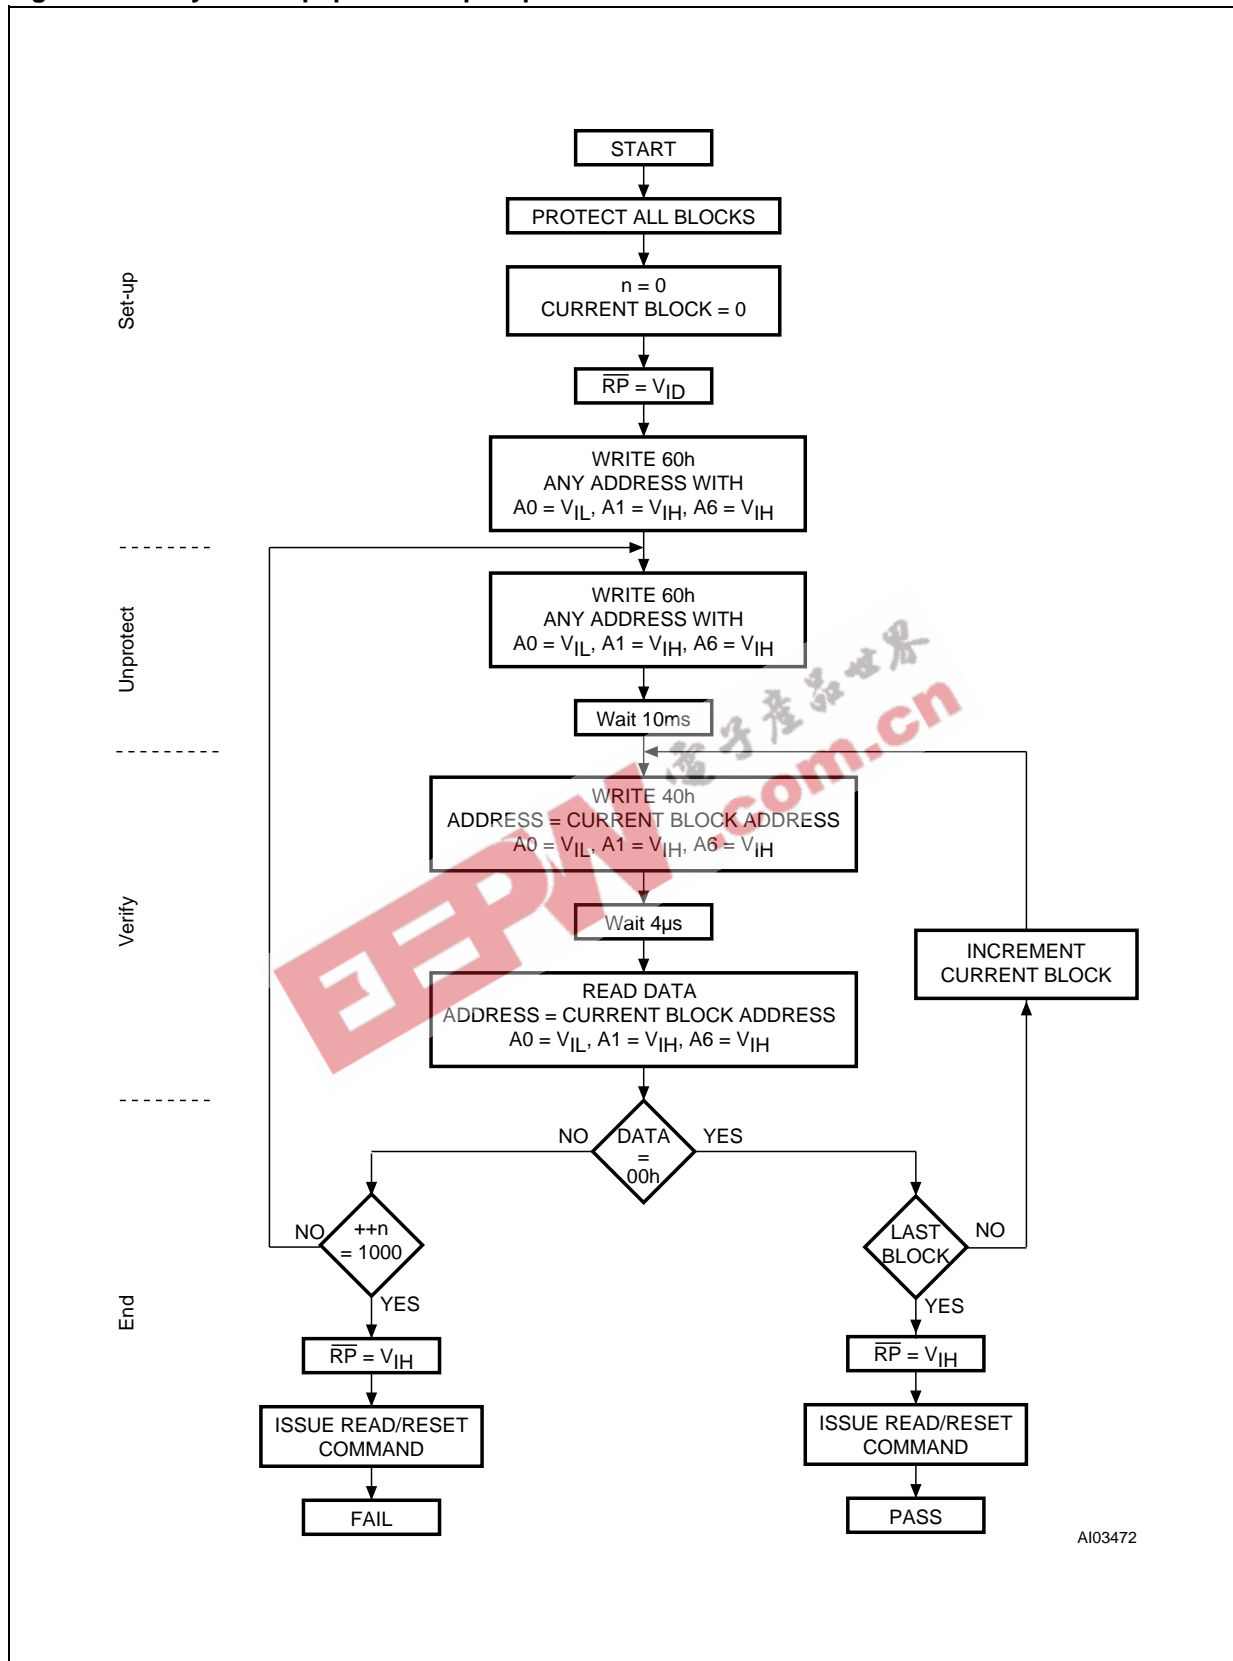 START
PROTECT ALL BLOCKS
n = 0
CURRENT BLOCK = 0
Set-up
RP = VID
WRITE 60h
ANY ADDRESS WITH
A0 = VIL, A1 = VIH, A6 = VIH
WRITE 60h
ANY ADDRESS WITH
A0 = VIL, A1 = VIH, A6 = VIH
Unprotect
Wait 10ms
電子產品世界
EEPW.com.cn
WRITE 40h
ADDRESS = CURRENT BLOCK ADDRESS
A0 = VIL, A1 = VIH, A6 = VIH
Verify
Wait 4µs
INCREMENT
CURRENT BLOCK
READ DATA
ADDRESS = CURRENT BLOCK ADDRESS
A0 = VIL, A1 = VIH, A6 = VIH
NO
DATA
=
00h
YES
NO
++n
= 1000
LAST
BLOCK
NO
End
YES
YES
RP = VIH
RP = VIH
ISSUE READ/RESET
COMMAND
ISSUE READ/RESET
COMMAND
FAIL
PASS
AI03472